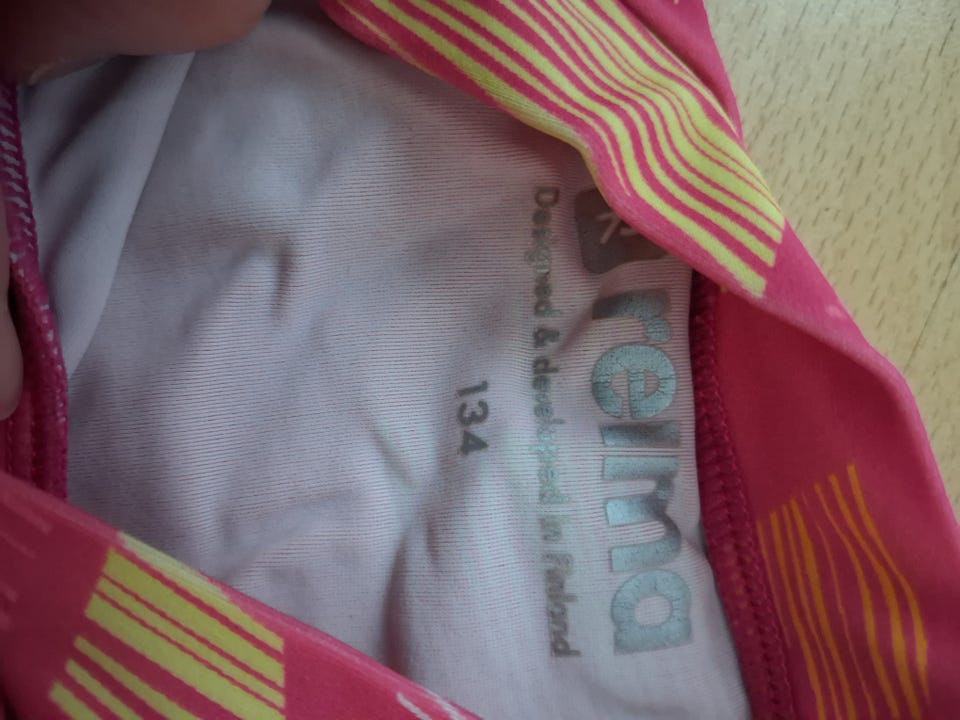 reima
Designed & developed in Finland
134